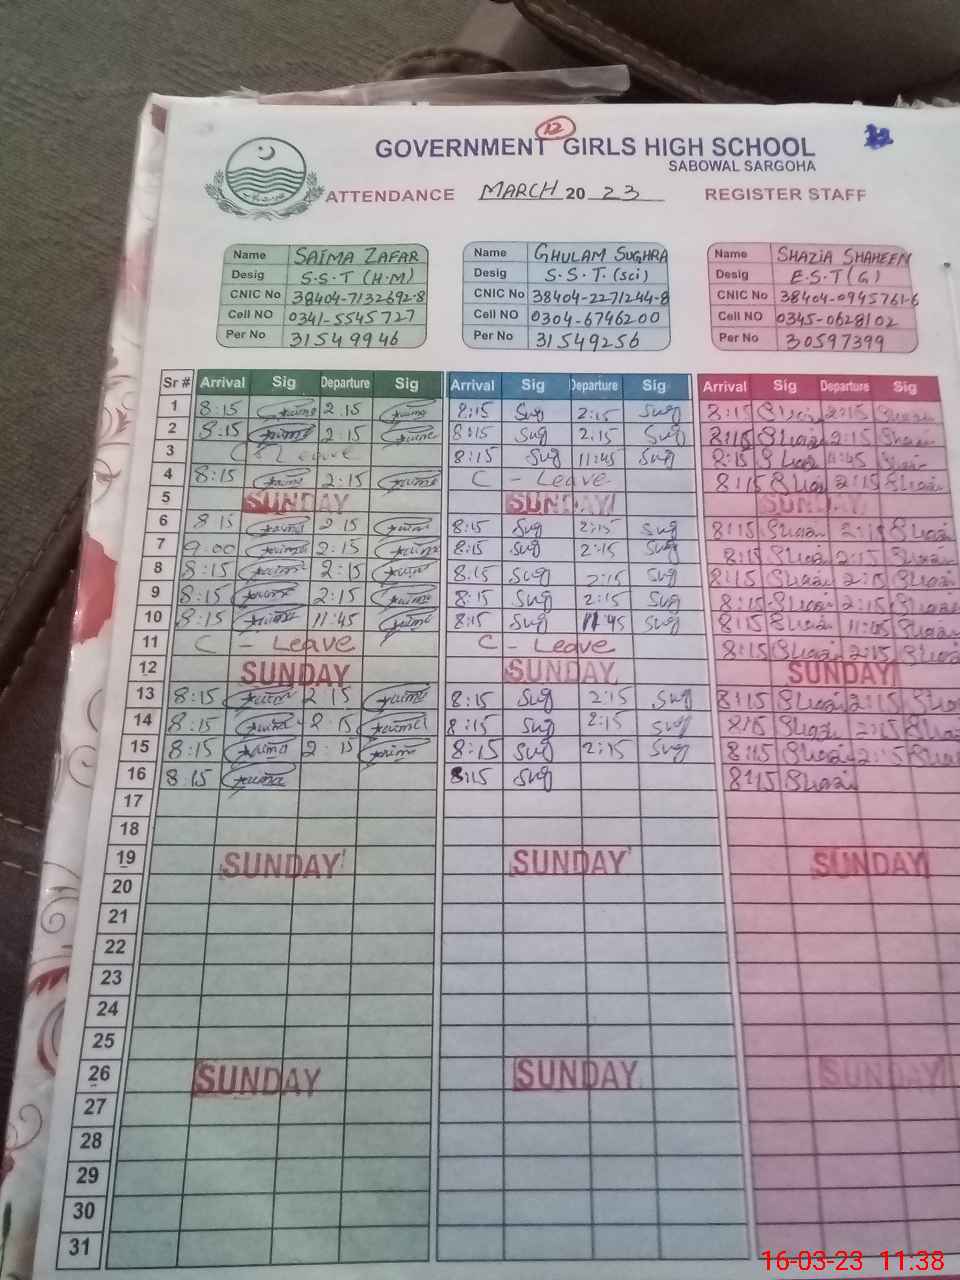 12
GOVERNMENT GIRLS HIGH SCHOOL
SABOWAL SARGOHA
ATTENDANCE MARCH 20 23 REGISTER STAFF
Name SAIMA ZAFAR Name GHULAM SUGHRA Name SHAZIA SHAHEEN
Desig S.S.T (H.M) Desig S.S.T. (sci) Desig E.S.T (G)
CNIC No 38404-7132692-8 CNIC No 38404-2271244-8 CNIC No 38404-0945761-6
Cell NO 0341-5545727 Cell NO 0304-6746200 Cell NO 0345-0628102
Per No 31549946 Per No 31549256 Per No 30597399
Sr # Arrival Sig Departure Sig Arrival Sig Departure Sig Arrival Sig Departure Sig
1 8:15 2:15 8:15 Sug 2:15 Sug 8:15 2:15
2 8:15 2:15 8:15 Sug 2:15 Sug 8:15 2:15
3 Leave 8:15 Sug 11:45 Sug 8:15 11:45
4 8:15 2:15 C - Leave 8:15 2:15
5 SUNDAY SUNDAY SUNDAY
6 8 15 2 15 8:15 Sug 2:15 Sug 8:15 2:15
7 9:00 2:15 8:15 Sug 2:15 Sug 8:15 2:15
8 8:15 2:15 8:15 Sug 2:15 Sug 8:15 2:15
9 8:15 2:15 8:15 Sug 2:15 Sug 8:15 2:15
10 8:15 11:45 8:15 Sug 11:45 Sug 8:15 11:45
11 C - Leave C - Leave 8:15 2:15
12 SUNDAY SUNDAY SUNDAY
13 8:15 2 15 8:15 Sug 2:15 Sug 8:15 2:15
14 8:15 2:15 8:15 Sug 2:15 Sug 8:15 2:15
15 8:15 2:15 8:15 Sug 2:15 Sug 8:15 2:15
16 8:15 8:15 Sug 8:15
17
18
19 SUNDAY SUNDAY SUNDAY
20
21
22
23
24
25
26 SUNDAY SUNDAY SUNDAY
27
28
29
30
31
16-03-23 11:38